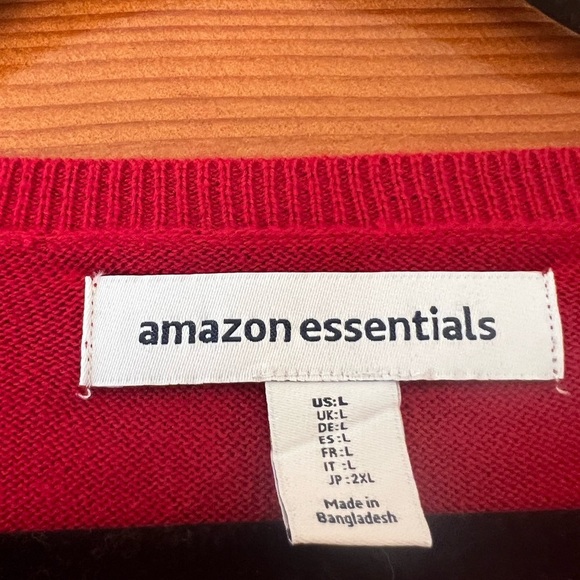 amazon essentials
US:L
UK:L
DE:L
ES:L
FR:L
IT :L
JP :2XL
Made in
Bangladesh